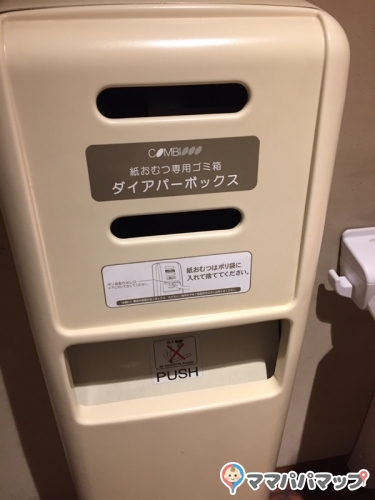 COMBI
紙おむつ専用ゴミ箱
ダイアパーボックス
紙おむつはポリ袋に
入れて捨ててください。
PUSH
ママパパマップ